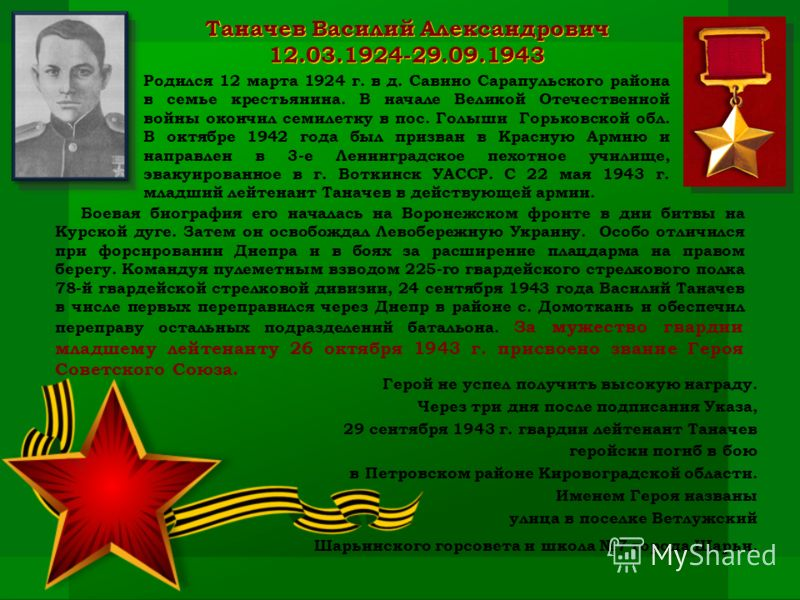 Таначев Василий Александрович
12.03.1924-29.09.1943
Родился 12 марта 1924 г. в д. Савино Сарапульского района
в семье крестьянина. В начале Великой Отечественной
войны окончил семилетку в пос. Голыши Горьковской обл.
В октябре 1942 года был призван в Красную Армию и
направлен в 3-е Ленинградское пехотное училище,
эвакуированное в г. Воткинск УАССР. С 22 мая 1943 г.
младший лейтенант Таначев в действующей армии.
Боевая биография его началась на Воронежском фронте в дни битвы на
Курской дуге. Затем он освобождал Левобережную Украину. Особо отличился
при форсировании Днепра и в боях за расширение плацдарма на правом
берегу. Командуя пулеметным взводом 225-го гвардейского стрелкового полка
78-й гвардейской стрелковой дивизии, 24 сентября 1943 года Василий Таначев
в числе первых переправился через Днепр в районе с. Домоткань и обеспечил
переправу остальных подразделений батальона. За мужество гвардии
младшему лейтенанту 26 октября 1943 г. присвоено звание Героя
Советского Союза.
Герой не успел получить высокую награду.
Через три дня после подписания Указа,
29 сентября 1943 г. гвардии лейтенант Таначев
геройски погиб в бою
в Петровском районе Кировоградской области.
Именем Героя названы
улица в поселке Ветлужский
Шарьинского горсовета и школа
MyShared